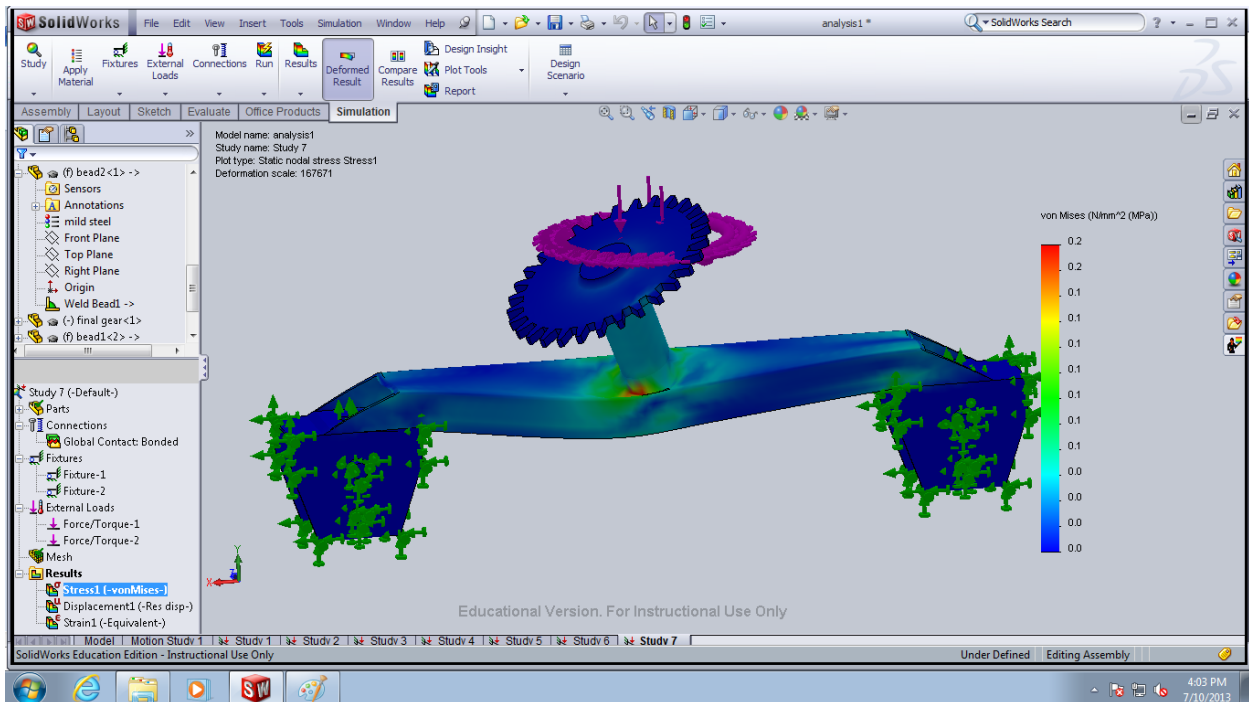 SolidWorks File Edit View Insert Tools Simulation Window Help analysis1 * SolidWorks Search ?
Study Apply Material Fixtures External Loads Connections Run Results Deformed Result Compare Results Design Insight Plot Tools Report Design Scenario
Assembly Layout Sketch Evaluate Office Products Simulation
Model name: analysis1
Study name: Study 7
Plot type: Static nodal stress Stress1
Deformation scale: 167671
(f) bead2<1> ->
Sensors
Annotations
mild steel
Front Plane
Top Plane
Right Plane
Origin
Weld Bead1 ->
(-) final gear<1>
(f) bead1<2> ->
Study 7 (-Default-)
Parts
Connections
Global Contact: Bonded
Fixtures
Fixture-1
Fixture-2
External Loads
Force/Torque-1
Force/Torque-2
Mesh
Results
Stress1 (-vonMises-)
Displacement1 (-Res disp-)
Strain1 (-Equivalent-)
von Mises (N/mm^2 (MPa))
0.2
0.2
0.1
0.1
0.1
0.1
0.1
0.1
0.0
0.0
0.0
0.0
Y
X
Educational Version. For Instructional Use Only
Model Motion Study 1 Study 1 Study 2 Study 3 Study 4 Study 5 Study 6 Study 7
SolidWorks Education Edition - Instructional Use Only Under Defined Editing Assembly
4:03 PM
7/10/2013